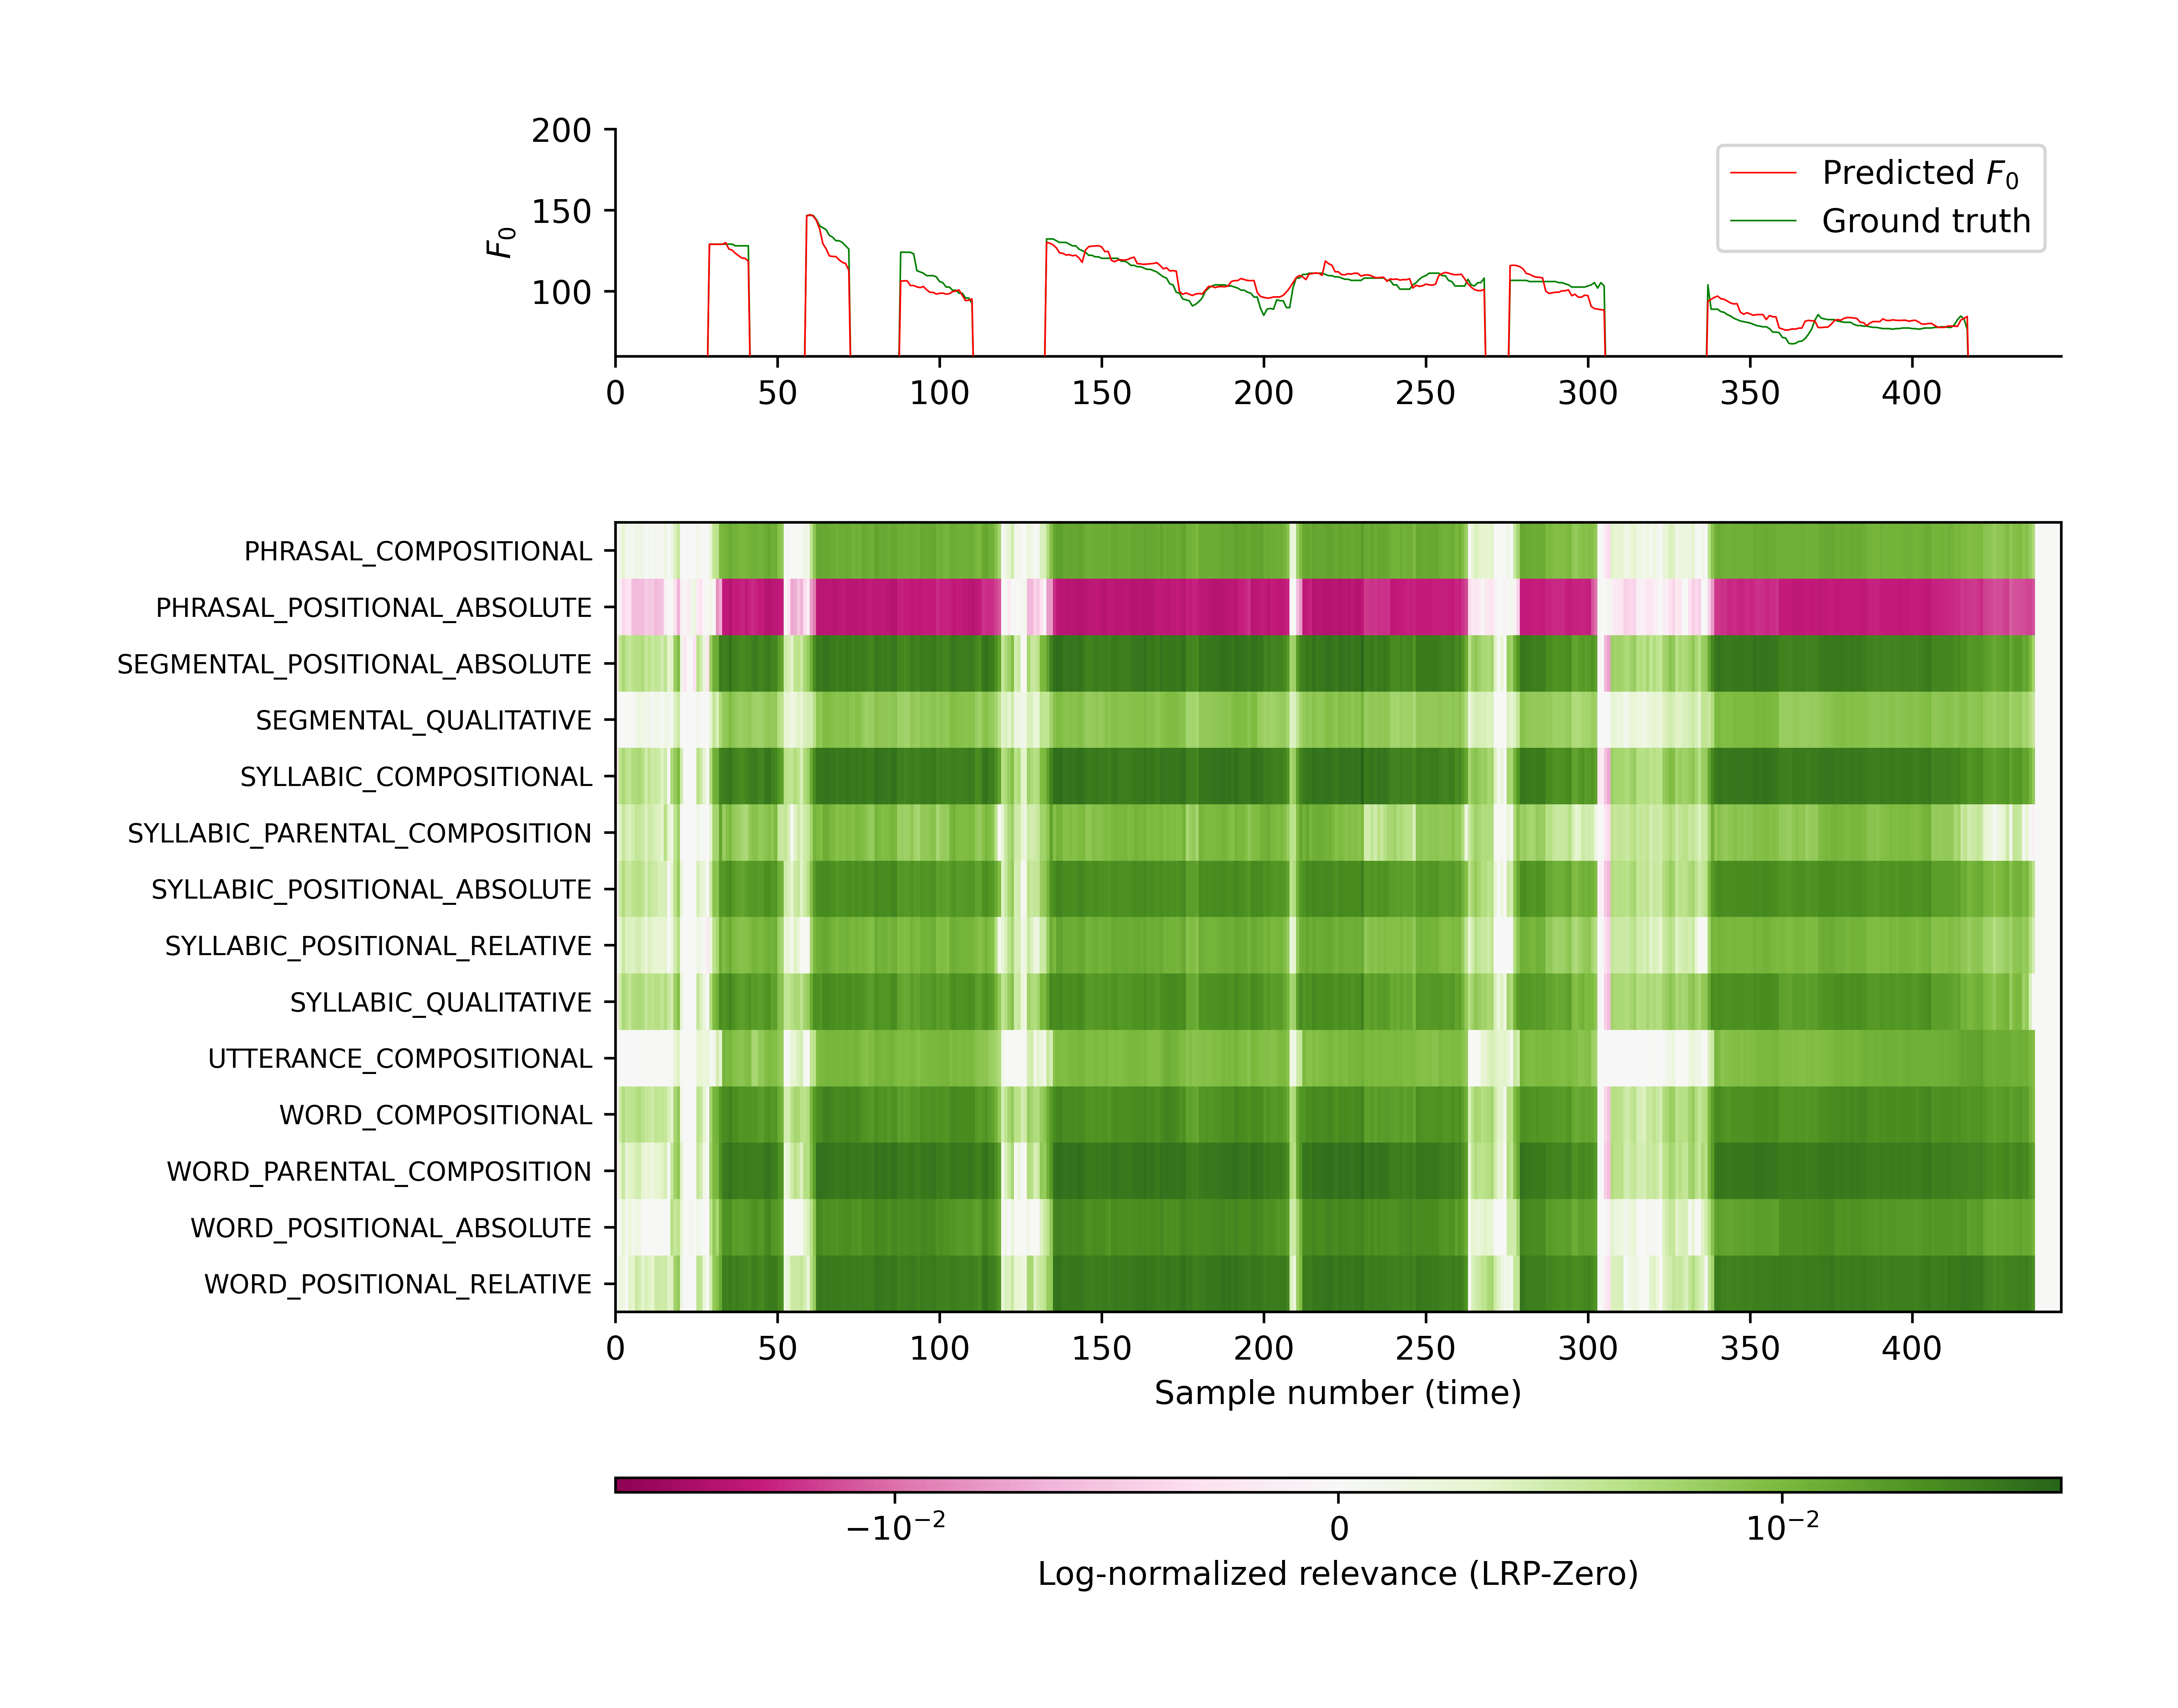 200
150
100
F0
Predicted F0
Ground truth
0 50 100 150 200 250 300 350 400
PHRASAL_COMPOSITIONAL
PHRASAL_POSITIONAL_ABSOLUTE
SEGMENTAL_POSITIONAL_ABSOLUTE
SEGMENTAL_QUALITATIVE
SYLLABIC_COMPOSITIONAL
SYLLABIC_PARENTAL_COMPOSITION
SYLLABIC_POSITIONAL_ABSOLUTE
SYLLABIC_POSITIONAL_RELATIVE
SYLLABIC_QUALITATIVE
UTTERANCE_COMPOSITIONAL
WORD_COMPOSITIONAL
WORD_PARENTAL_COMPOSITION
WORD_POSITIONAL_ABSOLUTE
WORD_POSITIONAL_RELATIVE
0 50 100 150 200 250 300 350 400
Sample number (time)
−10⁻² 0 10⁻²
Log-normalized relevance (LRP-Zero)